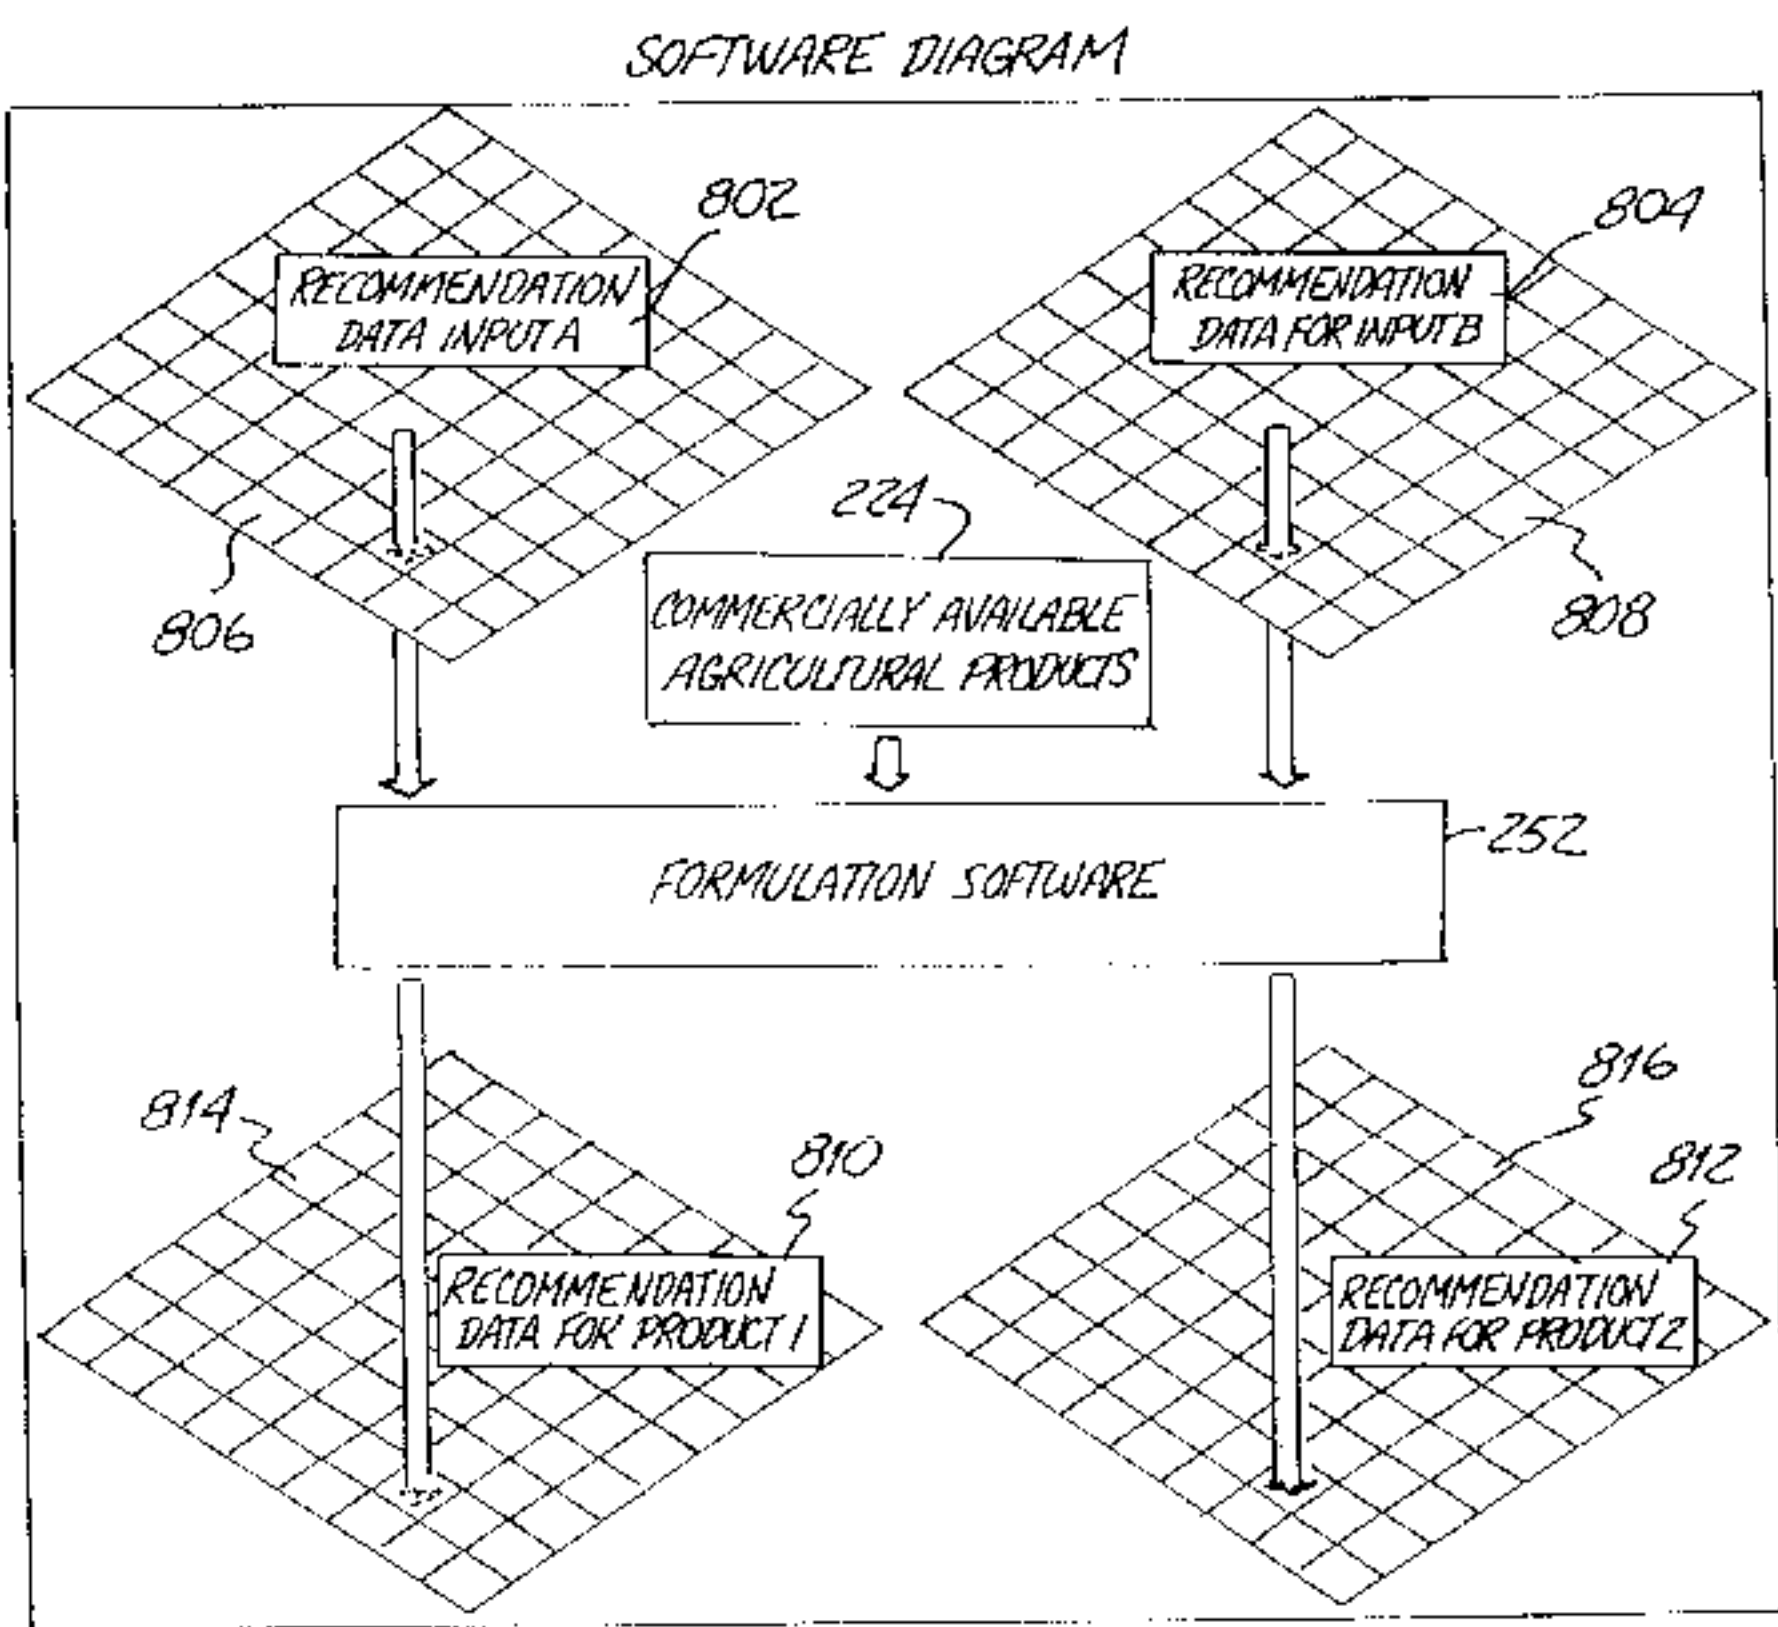 SOFTWARE DIAGRAM
802
804
RECOMMENDATION
DATA INPUT A
RECOMMENDATION
DATA FOR INPUT B
224
806
COMMERCIALLY AVAILABLE
AGRICULTURAL PRODUCTS
808
252
FORMULATION SOFTWARE
814
810
816
812
RECOMMENDATION
DATA FOR PRODUCT 1
RECOMMENDATION
DATA FOR PRODUCT 2